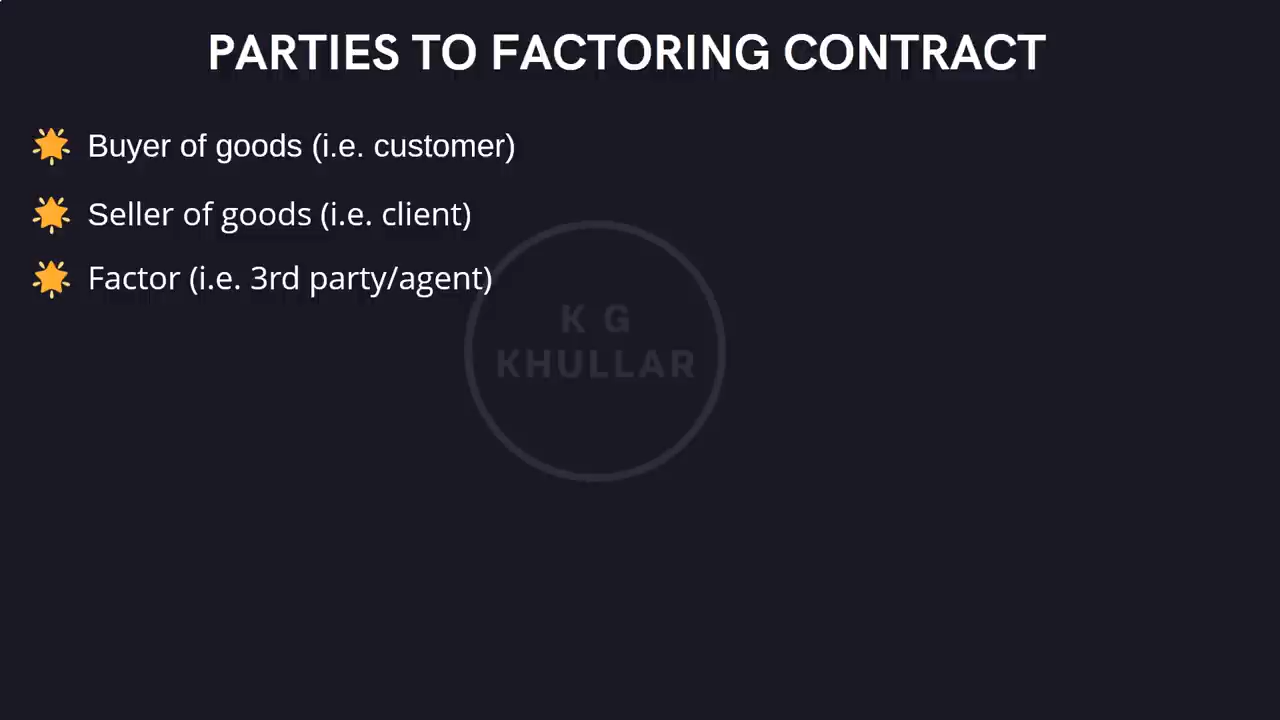 PARTIES TO FACTORING CONTRACT
Buyer of goods (i.e. customer)
Seller of goods (i.e. client)
Factor (i.e. 3rd party/agent)
K G
KHULLAR